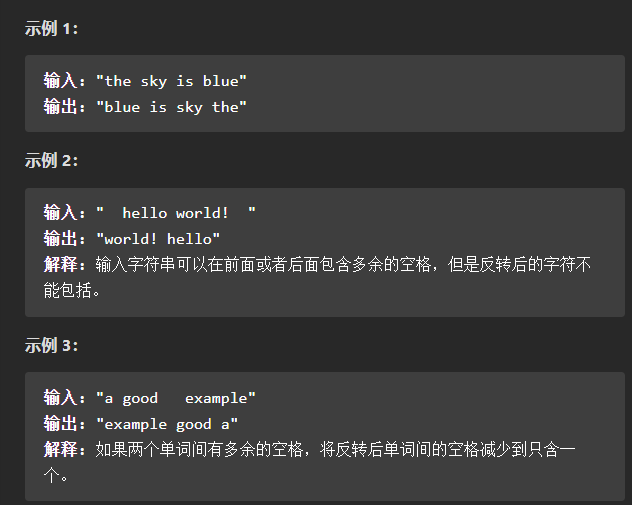 示例 1：
输入："the sky is blue"
输出："blue is sky the"
示例 2：
输入："  hello world!  "
输出："world! hello"
解释：输入字符串可以在前面或者后面包含多余的空格，但是反转后的字符不
能包括。
示例 3：
输入："a good   example"
输出："example good a"
解释：如果两个单词间有多余的空格，将反转后单词间的空格减少到只含一
个。